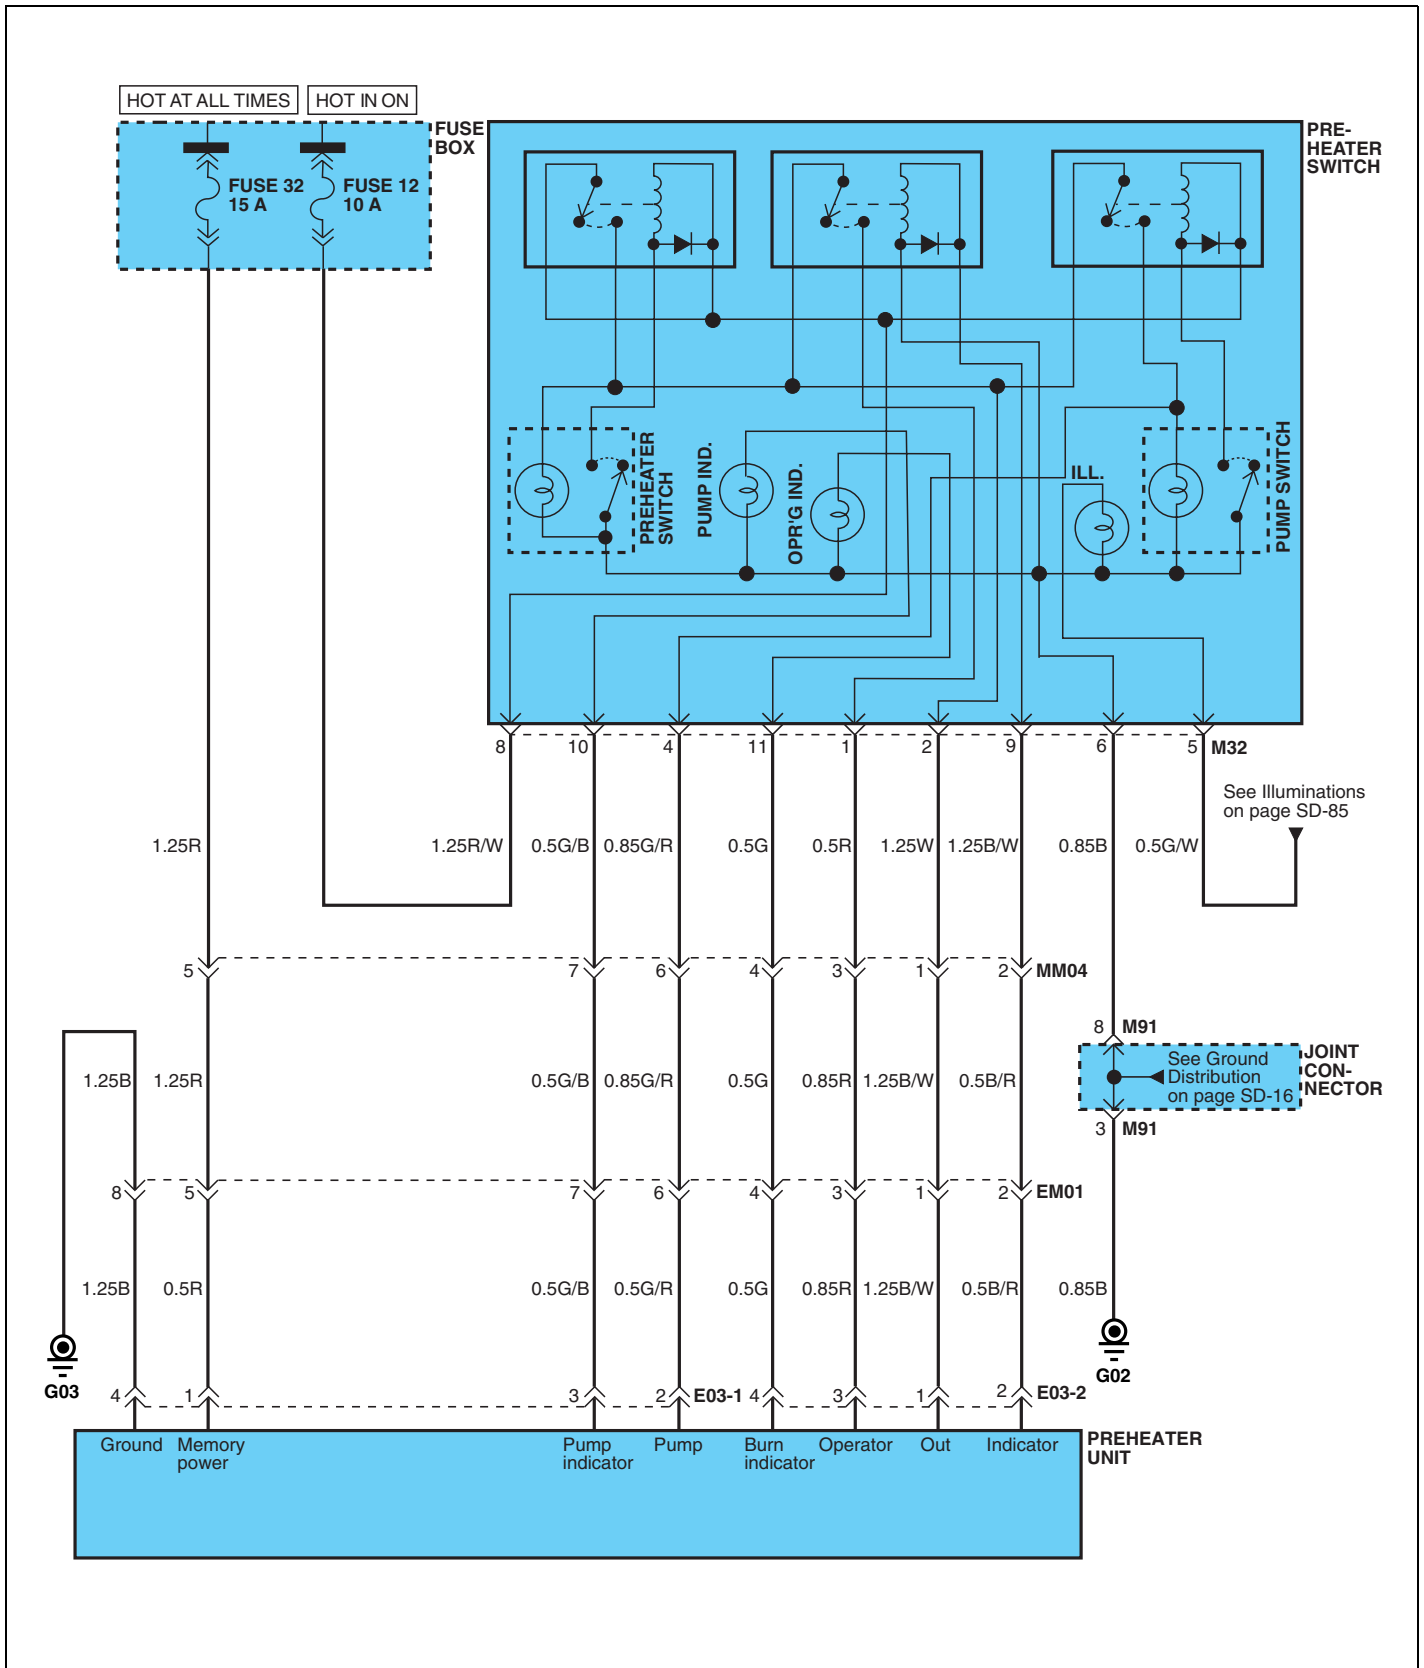 HOT AT ALL TIMES
HOT IN ON
FUSE
BOX
FUSE 32
15 A
FUSE 12
10 A
PRE-
HEATER
SWITCH
PREHEATER
SWITCH
PUMP IND.
OPR'G IND.
ILL.
PUMP SWITCH
8 10 4 11 1 2 9 6 5 M32
See Illuminations
on page SD-85
1.25R 1.25R/W 0.5G/B 0.85G/R 0.5G 0.5R 1.25W 1.25B/W 0.85B 0.5G/W
5 7 6 4 3 1 2 MM04
8 M91
JOINT
CON-
NECTOR
See Ground
Distribution
on page SD-16
1.25B 1.25R 0.5G/B 0.85G/R 0.5G 0.85R 1.25B/W 0.5B/R
3 M91
8 5 7 6 4 3 1 2 EM01
1.25B 0.5R 0.5G/B 0.5G/R 0.5G 0.85R 1.25B/W 0.5B/R 0.85B
G03
G02
4 1 3 2 E03-1 4 3 1 2 E03-2
Ground
Memory
power
Pump
indicator
Pump
Burn
indicator
Operator
Out
Indicator
PREHEATER
UNIT